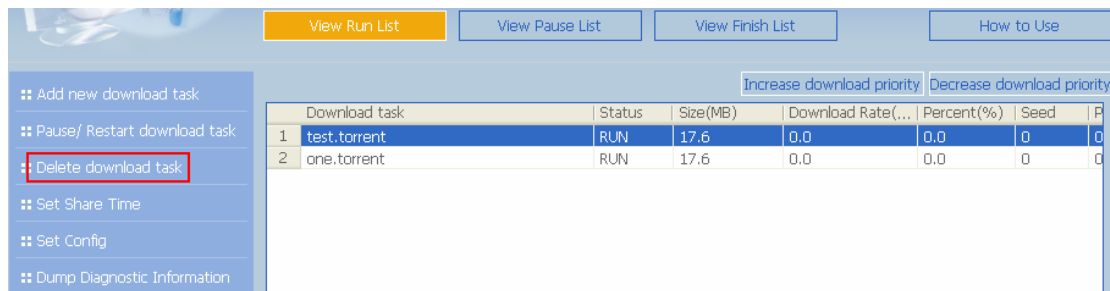 View Run List View Pause List View Finish List How to Use
Increase download priority Decrease download priority
Add new download task
Pause/ Restart download task
Delete download task
Set Share Time
Set Config
Dump Diagnostic Information
Download task Status Size(MB) Download Rate(,.. Percent(%) Seed P
1 test.torrent RUN 17.6 0.0 0.0 0 0
2 one.torrent RUN 17.6 0.0 0.0 0 0